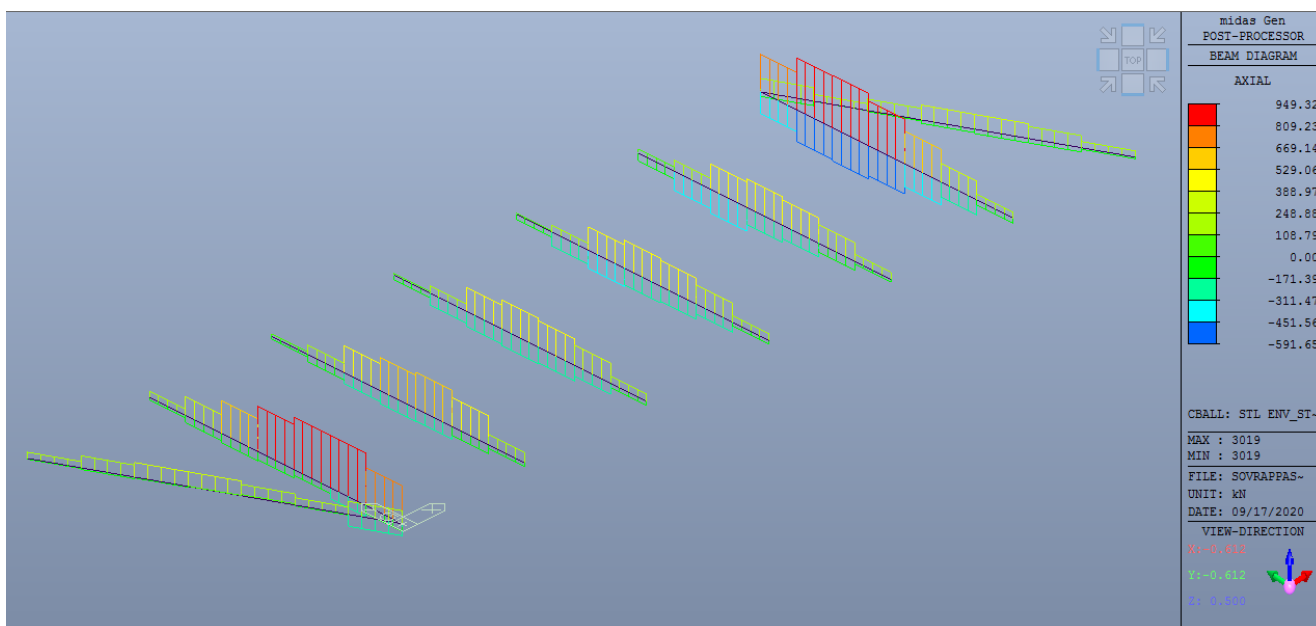 TOP
midas Gen
POST-PROCESSOR
BEAM DIAGRAM
AXIAL
949.32
809.23
669.14
529.06
388.97
248.88
108.79
0.00
-171.39
-311.47
-451.56
-591.65
CBALL: STL ENV_ST~
MAX : 3019
MIN : 3019
FILE: SOVRAPPAS~
UNIT: kN
DATE: 09/17/2020
VIEW-DIRECTION
X: 0.612
Y:-0.612
Z: 0.500